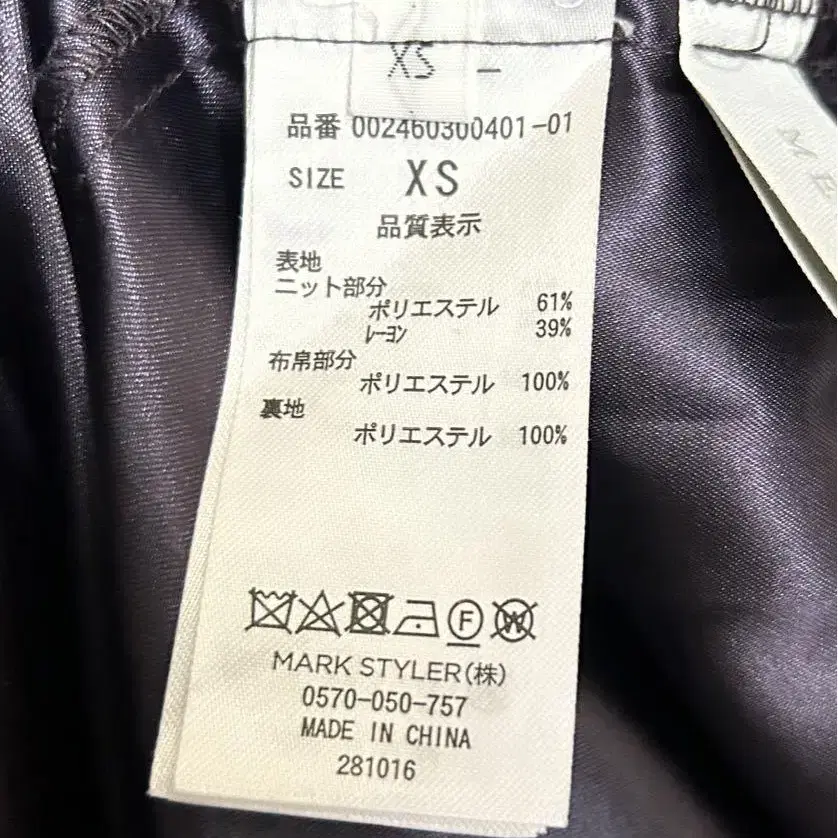 XS –
品番 002460300401-01
SIZE XS
品質表示
表地
ニット部分
ポリエステル 61%
レーヨン 39%
布帛部分
ポリエステル 100%
裏地
ポリエステル 100%
F W
MARK STYLER(株)
0570-050-757
MADE IN CHINA
281016
ME